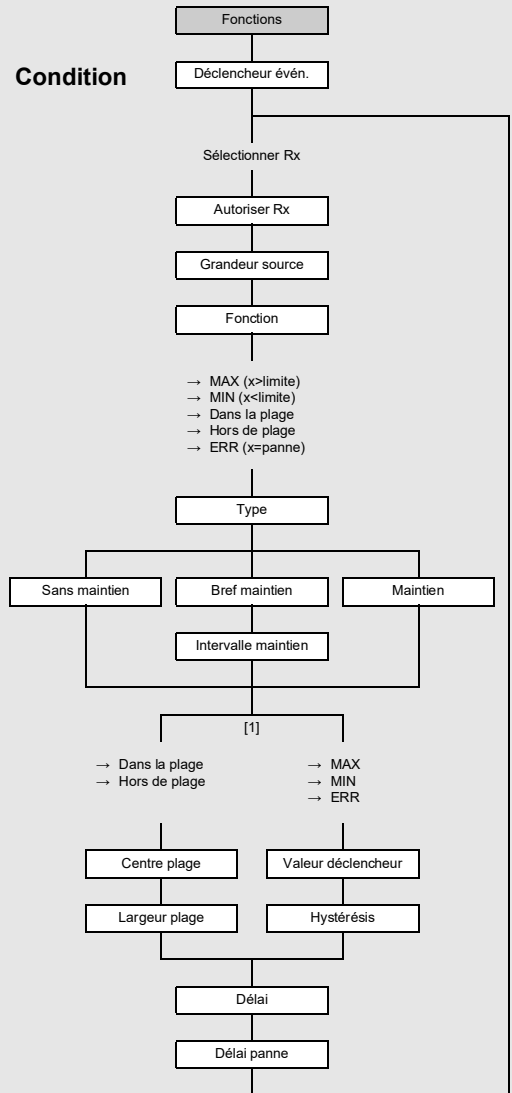 Fonctions
Condition
Déclencheur évén.
Sélectionner Rx
Autoriser Rx
Grandeur source
Fonction
→ MAX (x>limite)
→ MIN (x<limite)
→ Dans la plage
→ Hors de plage
→ ERR (x=panne)
Type
Sans maintien
Bref maintien
Maintien
Intervalle maintien
[1]
→ Dans la plage
→ Hors de plage
→ MAX
→ MIN
→ ERR
Centre plage
Valeur déclencheur
Largeur plage
Hystérésis
Délai
Délai panne